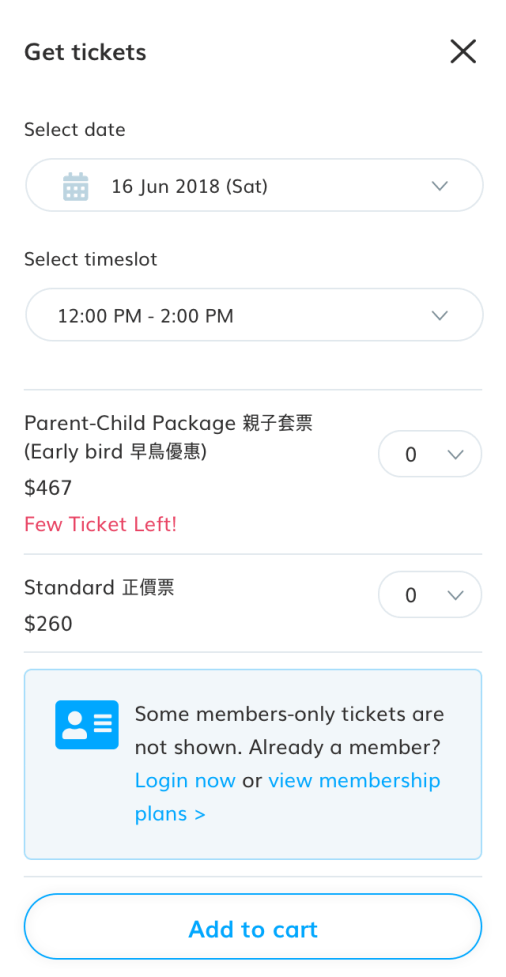 Get tickets
Select date
16 Jun 2018 (Sat)
Select timeslot
12:00 PM - 2:00 PM
Parent-Child Package 親子套票
(Early bird 早鳥優惠)
0
$467
Few Ticket Left!
Standard 正價票
0
$260
Some members-only tickets are
not shown. Already a member?
Login now or view membership
plans >
Add to cart